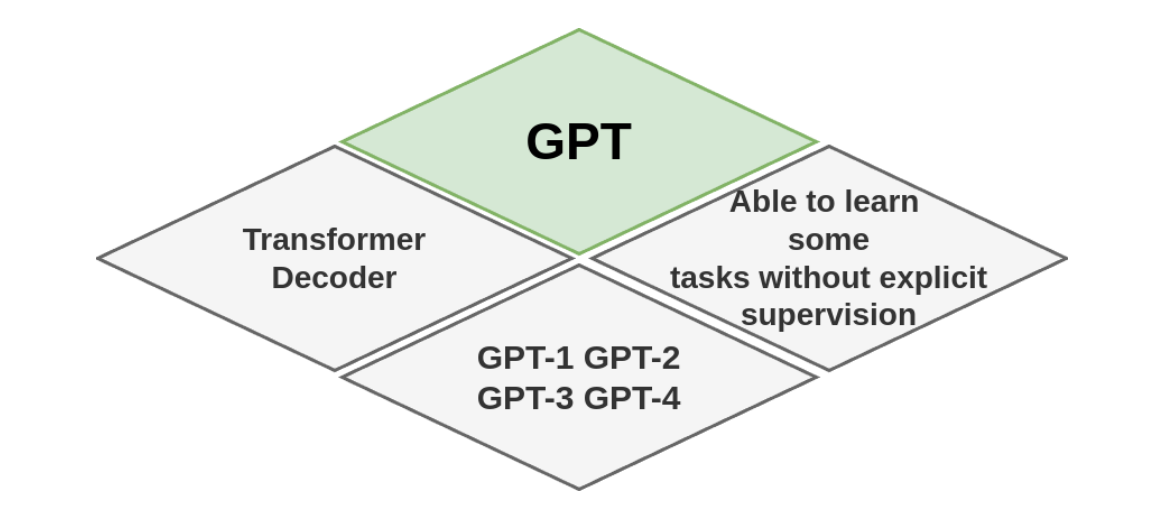 GPT
Transformer
Decoder
Able to learn
some
tasks without explicit
supervision
GPT-1 GPT-2
GPT-3 GPT-4